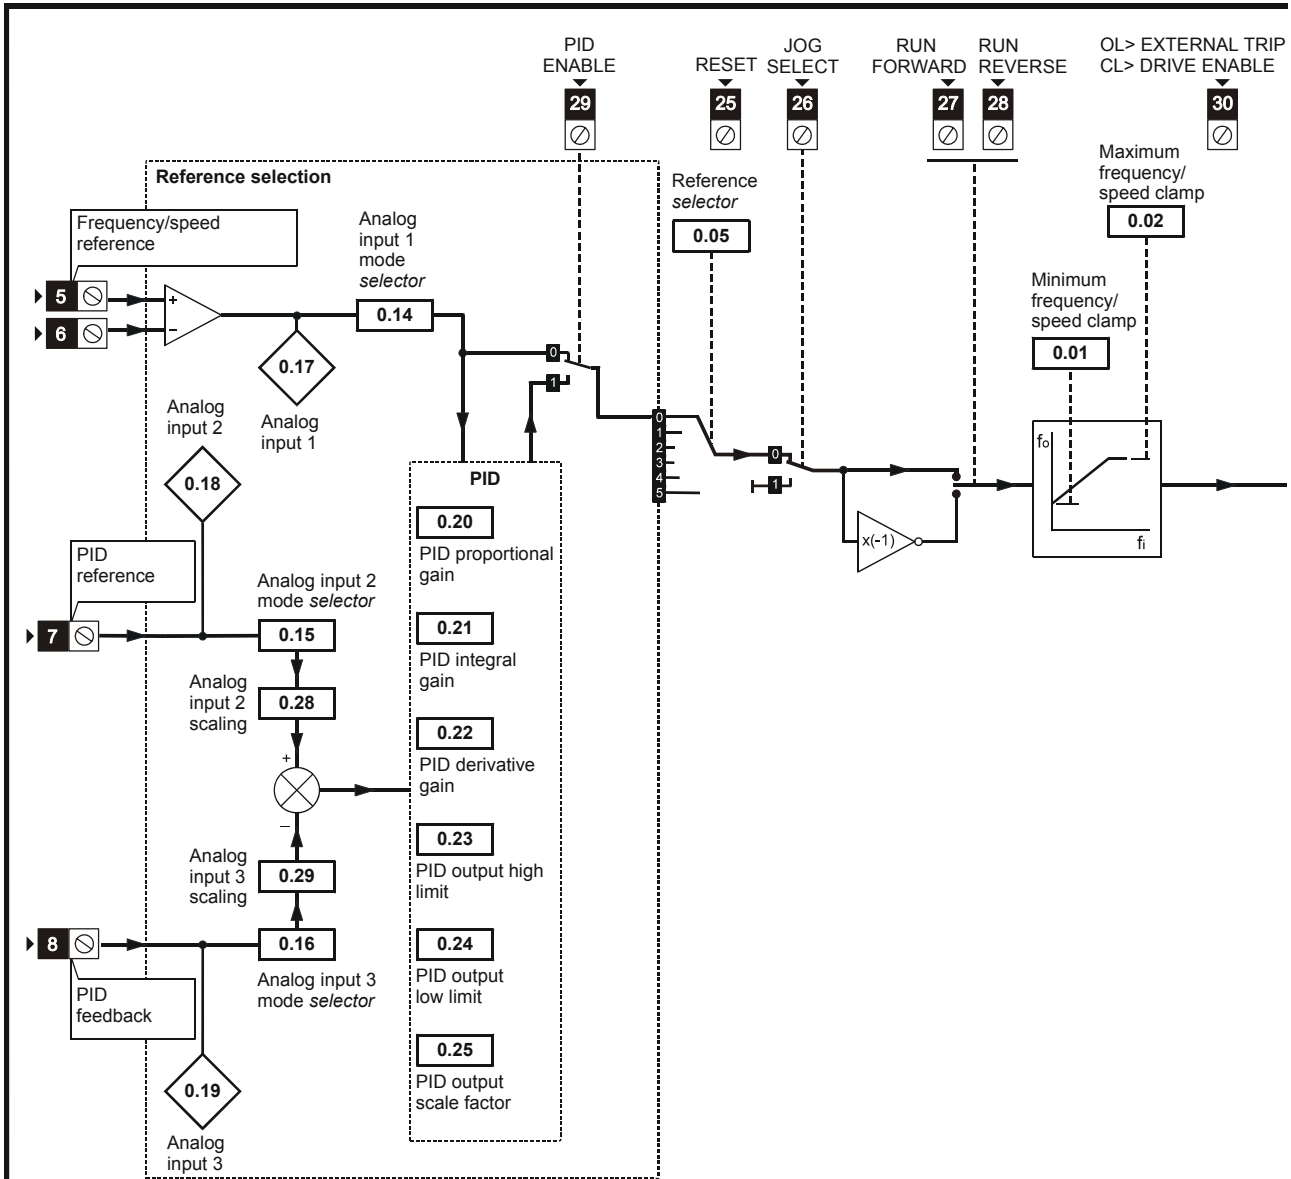 PID
ENABLE
29
RESET
25
JOG
SELECT
26
RUN
FORWARD
27
RUN
REVERSE
28
OL> EXTERNAL TRIP
CL> DRIVE ENABLE
30
Reference selection
Frequency/speed
reference
5
6
+
−
Analog
input 1
mode
selector
0.14
0.17
Analog
input 1
Analog
input 2
0.18
0
1
Reference
selector
0.05
0
1
2
3
4
5
0
1
x(-1)
Maximum
frequency/
speed clamp
0.02
Minimum
frequency/
speed clamp
0.01
fo
fi
PID
reference
7
Analog input 2
mode selector
0.15
Analog
input 2
scaling
0.28
+
−
Analog
input 3
scaling
0.29
0.16
Analog input 3
mode selector
8
PID
feedback
0.19
Analog
input 3
PID
0.20
PID proportional
gain
0.21
PID integral
gain
0.22
PID derivative
gain
0.23
PID output high
limit
0.24
PID output
low limit
0.25
PID output
scale factor